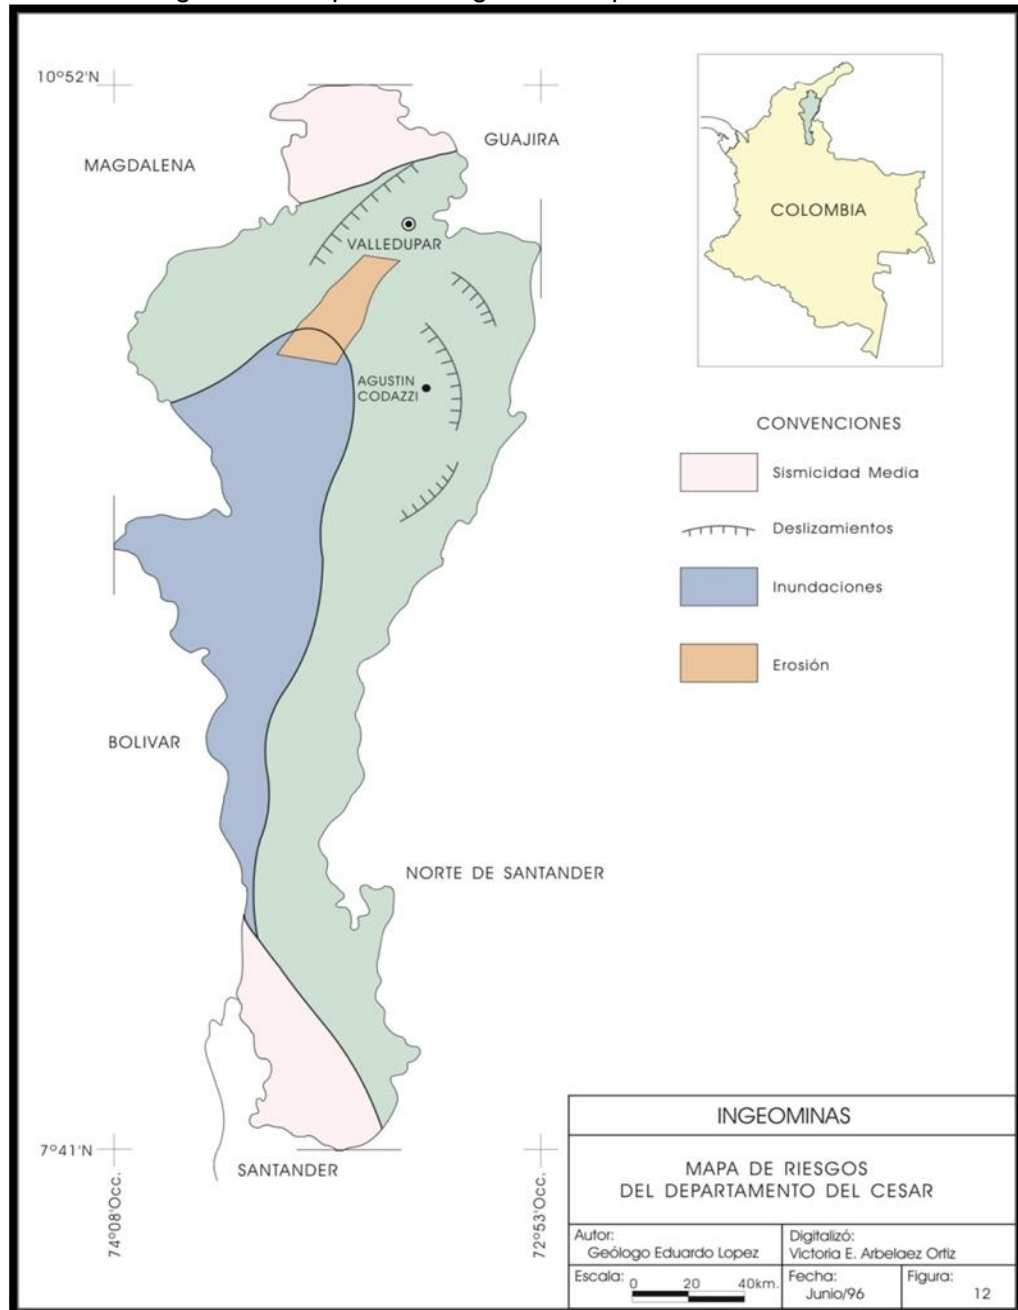 10°52'N
GUAJIRA
MAGDALENA
COLOMBIA
VALLEDUPAR
AGUSTIN
CODAZZI
CONVENCIONES
Sismicidad Media
Deslizamientos
Inundaciones
Erosión
BOLIVAR
NORTE DE SANTANDER
7°41'N
SANTANDER
74°08'Occ.
72°53'Occ.
INGEOMINAS
MAPA DE RIESGOS
DEL DEPARTAMENTO DEL CESAR
Autor:
Geólogo Eduardo Lopez
Digitalizó:
Victoria E. Arbelaez Ortiz
Escala: 0 20 40km.
Fecha:
Junio/96
Figura:
12